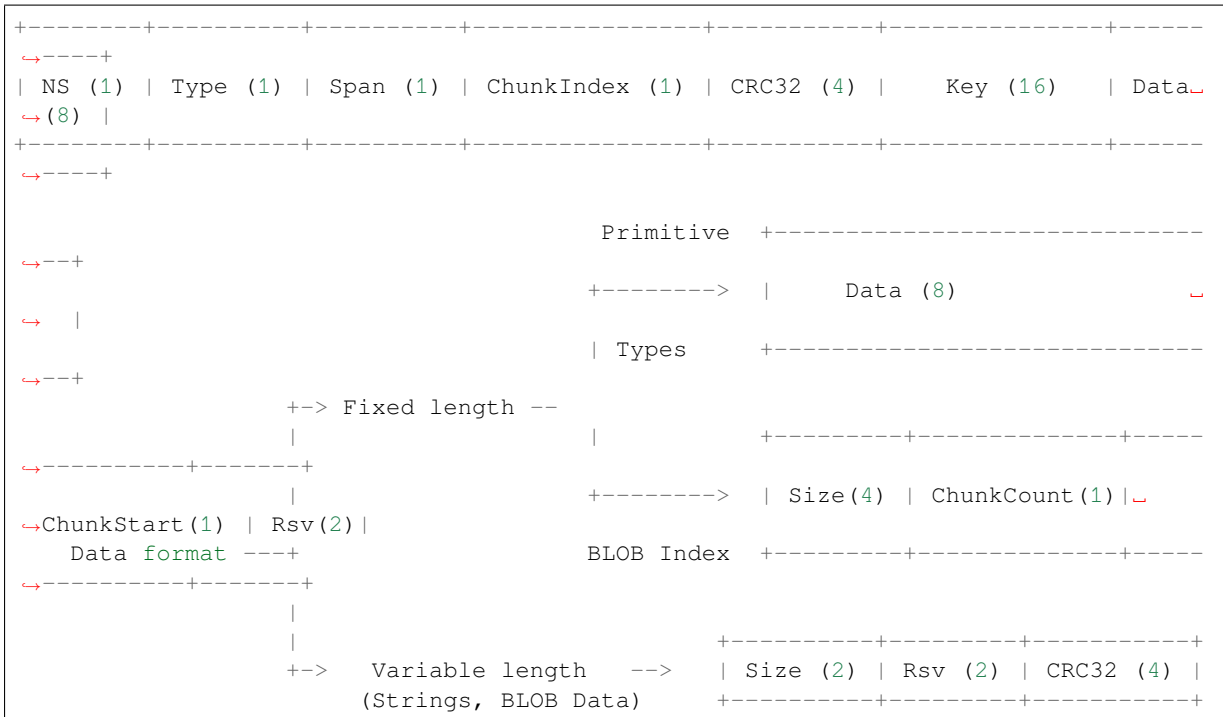 +--------+----------+----------+---------------+-----------+---------------+------
↪----+
| NS (1) | Type (1) | Span (1) | ChunkIndex (1) | CRC32 (4) |    Key (16)    | Data␣
↪(8) |
+--------+----------+----------+---------------+-----------+---------------+------
↪----+
Primitive  +------------------------------
↪--+
+-------->  |     Data (8)                ␣
↪  |
| Types     +------------------------------
↪--+
+-> Fixed length --
|                    |           +---------+--------------+-----
↪----------+-------+
|                    +-------->  | Size(4) | ChunkCount(1)|␣
↪ChunkStart(1) | Rsv(2)|
Data format ---+                    BLOB Index  +---------+--------------+-----
↪----------+-------+
|
|                             +----------+---------+-----------+
+->   Variable length   -->   | Size (2) | Rsv (2) | CRC32 (4) |
(Strings, BLOB Data)     +----------+---------+-----------+